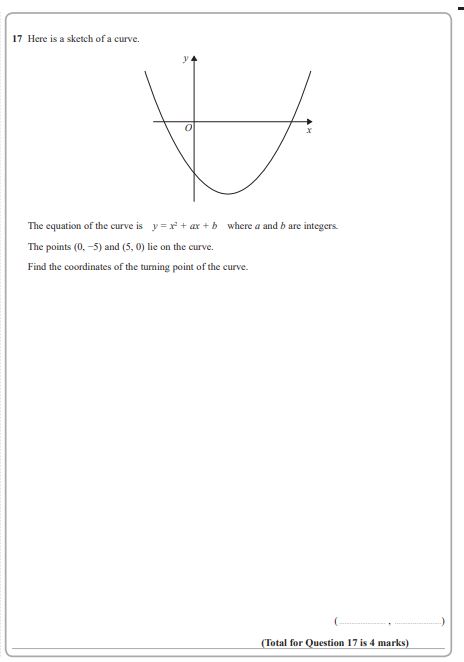 17 Here is a sketch of a curve.
y
O
x
The equation of the curve is y = x² + ax + b where a and b are integers.
The points (0, −5) and (5, 0) lie on the curve.
Find the coordinates of the turning point of the curve.
(.................... , ....................)
(Total for Question 17 is 4 marks)